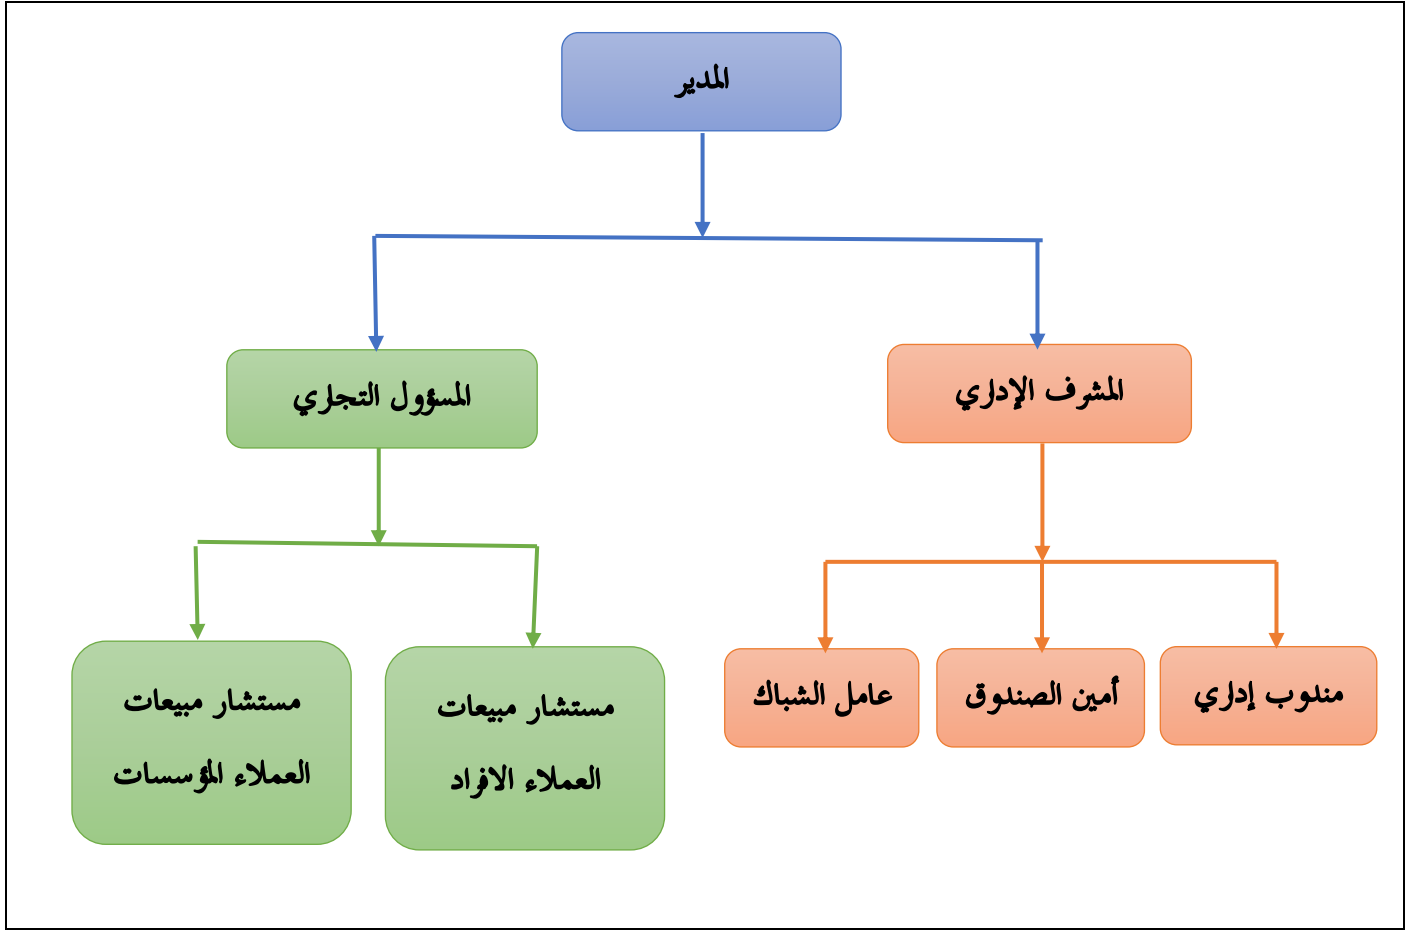 المدير
المشرف الإداري
المسؤول التجاري
مندوب إداري
أمين الصندوق
عامل الشباك
مستشار مبيعات
العملاء الافراد
مستشار مبيعات
العملاء المؤسسات